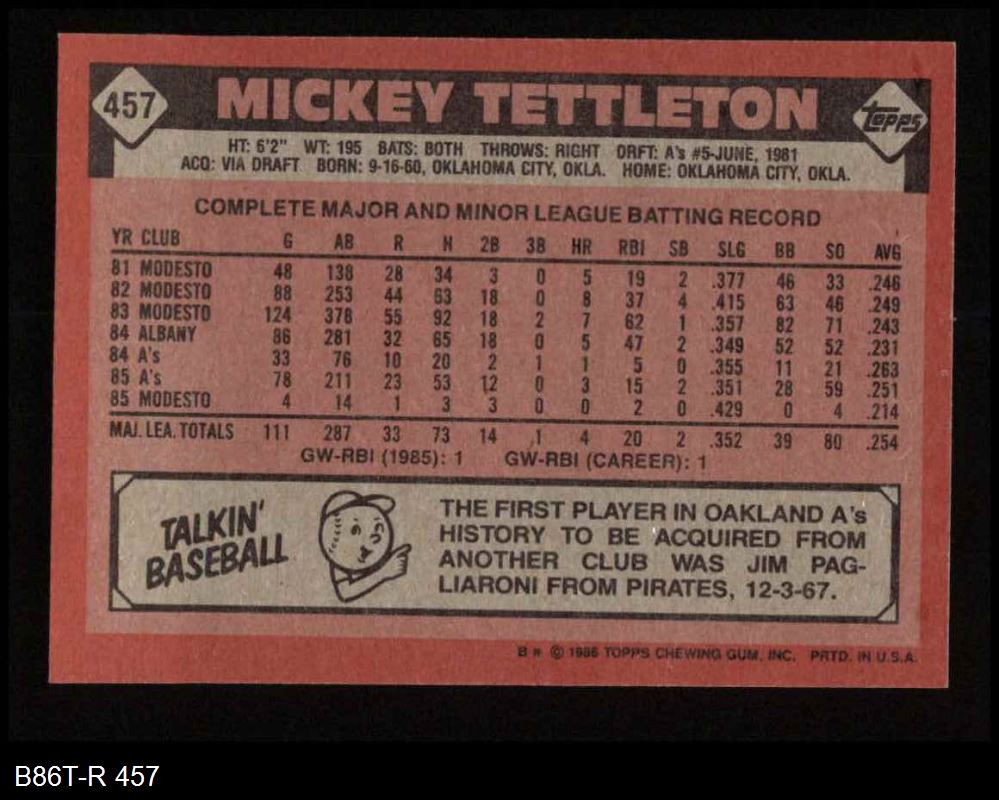 457
MICKEY TETTLETON
Topps
HT: 6'2" WT: 195 BATS: BOTH THROWS: RIGHT DRFT: A's #5-JUNE, 1981
ACQ: VIA DRAFT BORN: 9-16-60, OKLAHOMA CITY, OKLA. HOME: OKLAHOMA CITY, OKLA.
COMPLETE MAJOR AND MINOR LEAGUE BATTING RECORD
YR CLUB G AB R H 2B 3B HR RBI SB SLG BB SO AVG
81 MODESTO 48 138 28 34 3 0 5 19 2 .377 46 33 .246
82 MODESTO 88 253 44 63 18 0 8 37 4 .415 63 46 .249
83 MODESTO 124 378 55 92 18 2 7 62 1 .357 82 71 .243
84 ALBANY 86 281 32 65 18 0 5 47 2 .349 52 52 .231
84 A's 33 76 10 20 2 1 1 5 0 .355 11 21 .263
85 A's 78 211 23 53 12 0 3 15 2 .351 28 59 .251
85 MODESTO 4 14 1 3 3 0 0 2 0 .429 0 4 .214
MAJ. LEA. TOTALS 111 287 33 73 14 1 4 20 2 .352 39 80 .254
GW-RBI (1985): 1 GW-RBI (CAREER): 1
TALKIN'
BASEBALL
THE FIRST PLAYER IN OAKLAND A's
HISTORY TO BE ACQUIRED FROM
ANOTHER CLUB WAS JIM PAG-
LIARONI FROM PIRATES, 12-3-67.
B * © 1986 TOPPS CHEWING GUM, INC. PRTD. IN U.S.A.
B86T-R 457